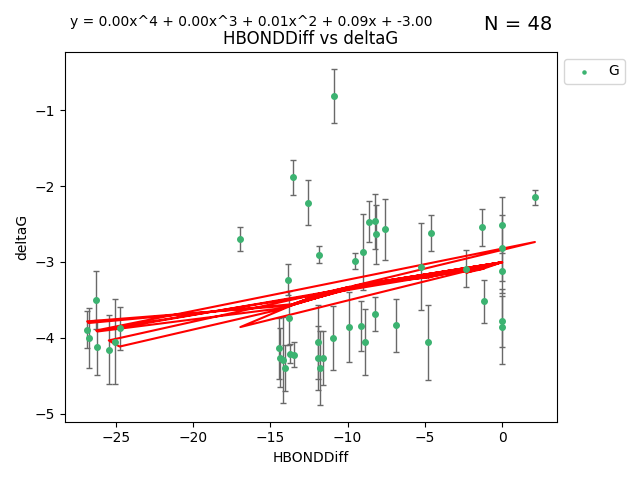 y = 0.00x^4 + 0.00x^3 + 0.01x^2 + 0.09x + -3.00
N = 48
HBONDDiff vs deltaG
G
−1
−2
−3
−4
−5
deltaG
−25 −20 −15 −10 −5 0
HBONDDiff